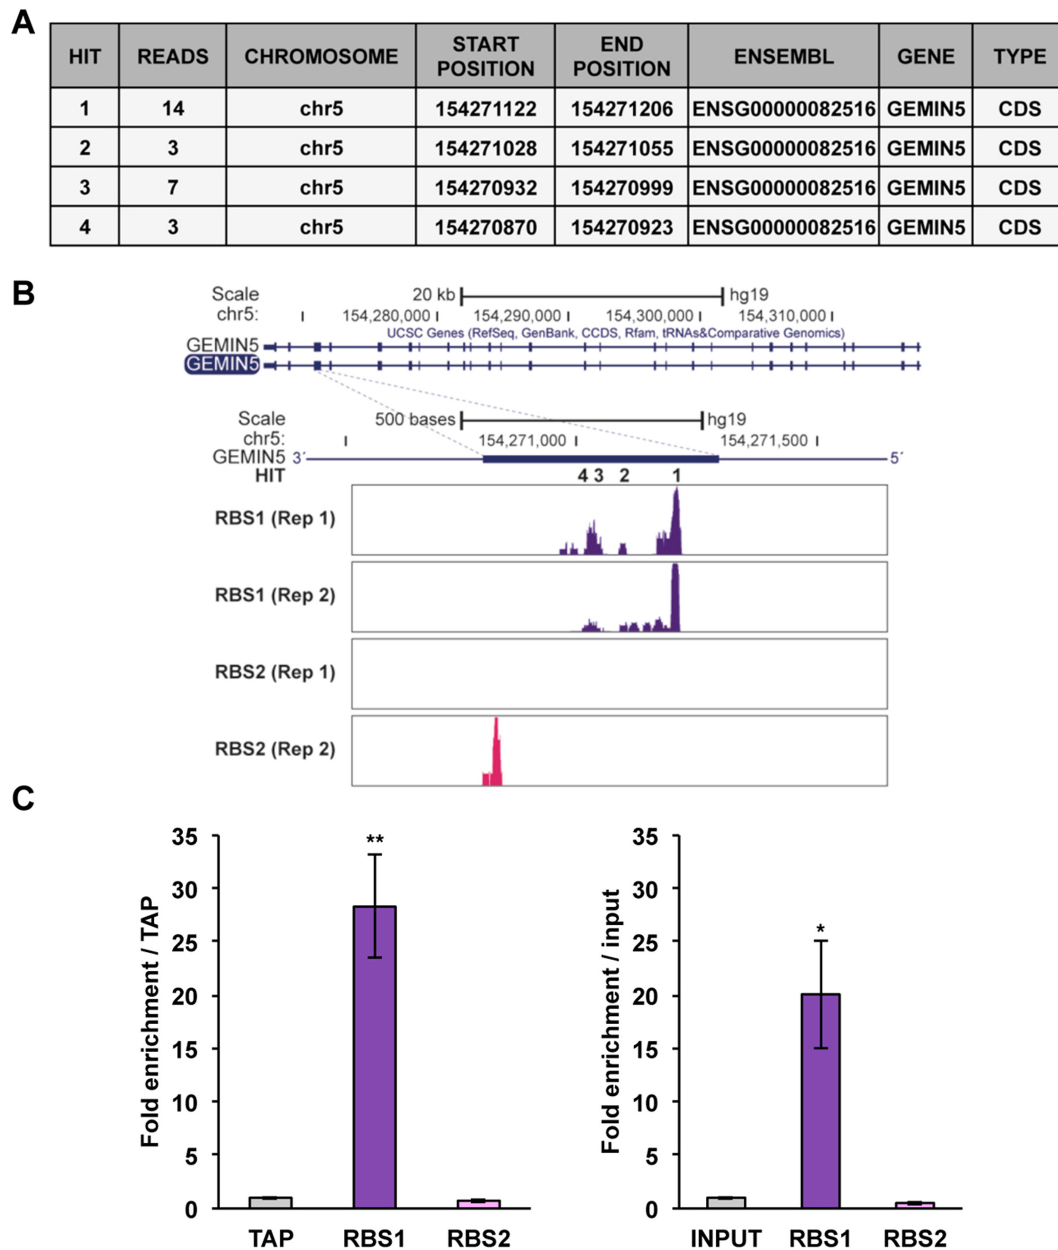 A
HIT READS CHROMOSOME START POSITION END POSITION ENSEMBL GENE TYPE
1 14 chr5 154271122 154271206 ENSG00000082516 GEMIN5 CDS
2 3 chr5 154271028 154271055 ENSG00000082516 GEMIN5 CDS
3 7 chr5 154270932 154270999 ENSG00000082516 GEMIN5 CDS
4 3 chr5 154270870 154270923 ENSG00000082516 GEMIN5 CDS
B
Scale 20 kb hg19
chr5: 154,280,000 154,290,000 154,300,000 154,310,000
UCSC Genes (RefSeq, GenBank, CCDS, Rfam, tRNAs&Comparative Genomics)
GEMIN5
GEMIN5
Scale 500 bases hg19
chr5: 154,271,000 154,271,500
GEMIN5 3´ 5´
HIT 4 3 2 1
RBS1 (Rep 1)
RBS1 (Rep 2)
RBS2 (Rep 1)
RBS2 (Rep 2)
C
Fold enrichment / TAP
35
30
25
20
15
10
5
0
**
TAP RBS1 RBS2
Fold enrichment / input
35
30
25
20
15
10
5
0
*
INPUT RBS1 RBS2